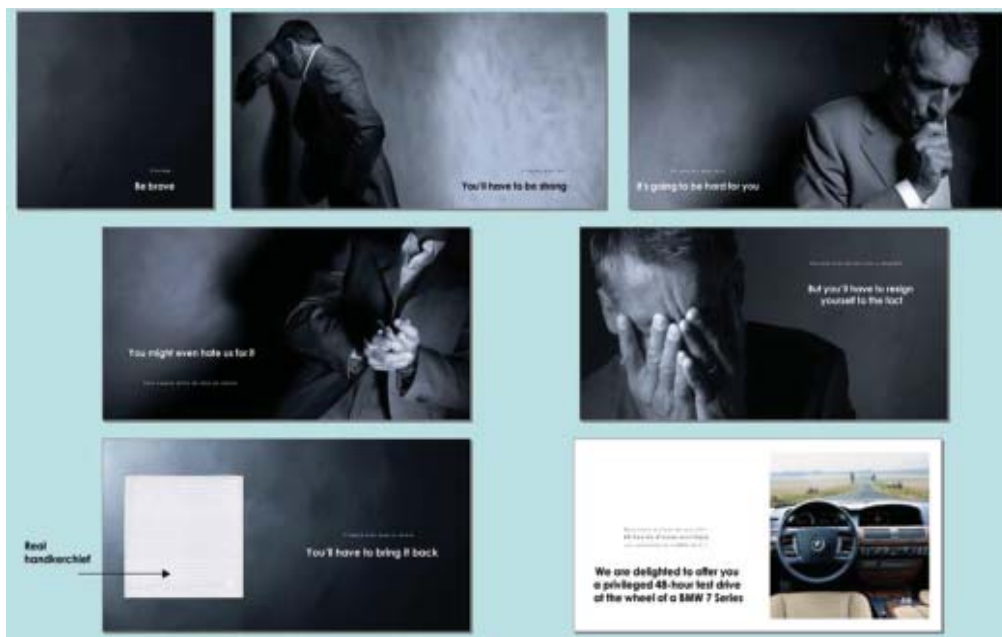 Be brave
You'll have to be strong
It's going to be hard for you
You might even hate us for it
But you'll have to resign
yourself to the fact
Real
handkerchief
You'll have to bring it back
We are delighted to offer you
a privileged 48-hour test drive
at the wheel of a BMW 7 Series